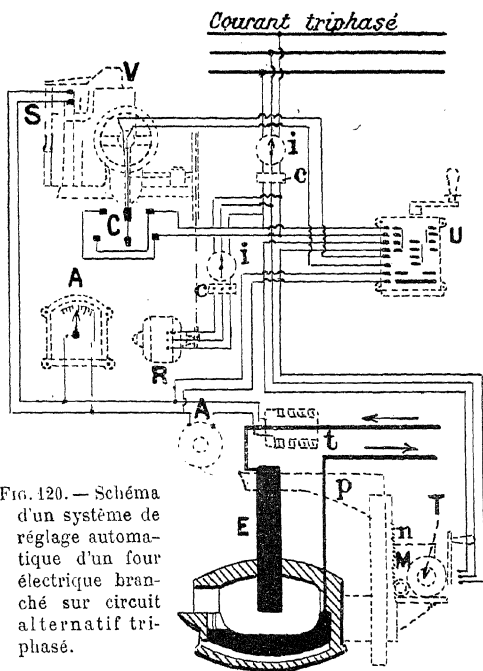 Courant triphasé
V
S
i
c
C
U
i
A
c
R
A
t
p
T
E
n
M
FIG. 120. — Schéma
d'un système de
réglage automa-
tique d'un four
électrique bran-
ché sur circuit
alternatif tri-
phasé.